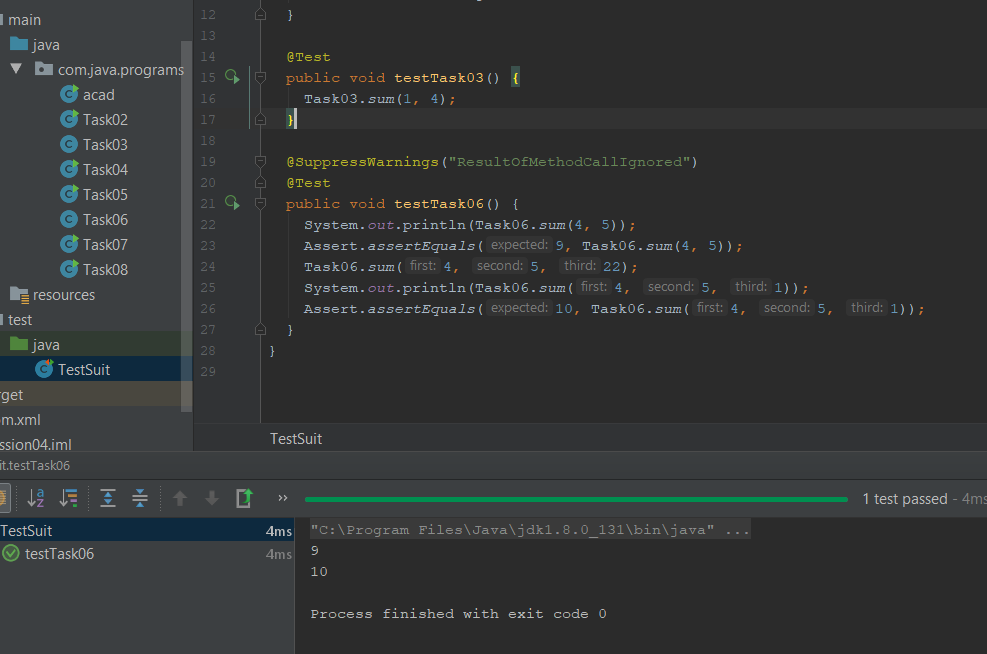 main
java
com.java.programs
acad
Task02
Task03
Task04
Task05
Task06
Task07
Task08
resources
test
java
TestSuit
rget
om.xml
ssion04.iml
12 }
13
14 @Test
15 public void testTask03() {
16 Task03.sum(1, 4);
17 }
18
19 @SuppressWarnings("ResultOfMethodCallIgnored")
20 @Test
21 public void testTask06() {
22 System.out.println(Task06.sum(4, 5));
23 Assert.assertEquals( expected: 9, Task06.sum(4, 5));
24 Task06.sum( first: 4, second: 5, third: 22);
25 System.out.println(Task06.sum( first: 4, second: 5, third: 1));
26 Assert.assertEquals( expected: 10, Task06.sum( first: 4, second: 5, third: 1));
27 }
28 }
29
TestSuit
it.testTask06
1 test passed - 4ms
TestSuit 4ms
testTask06 4ms
"C:\Program Files\Java\jdk1.8.0_131\bin\java" ...
9
10
Process finished with exit code 0